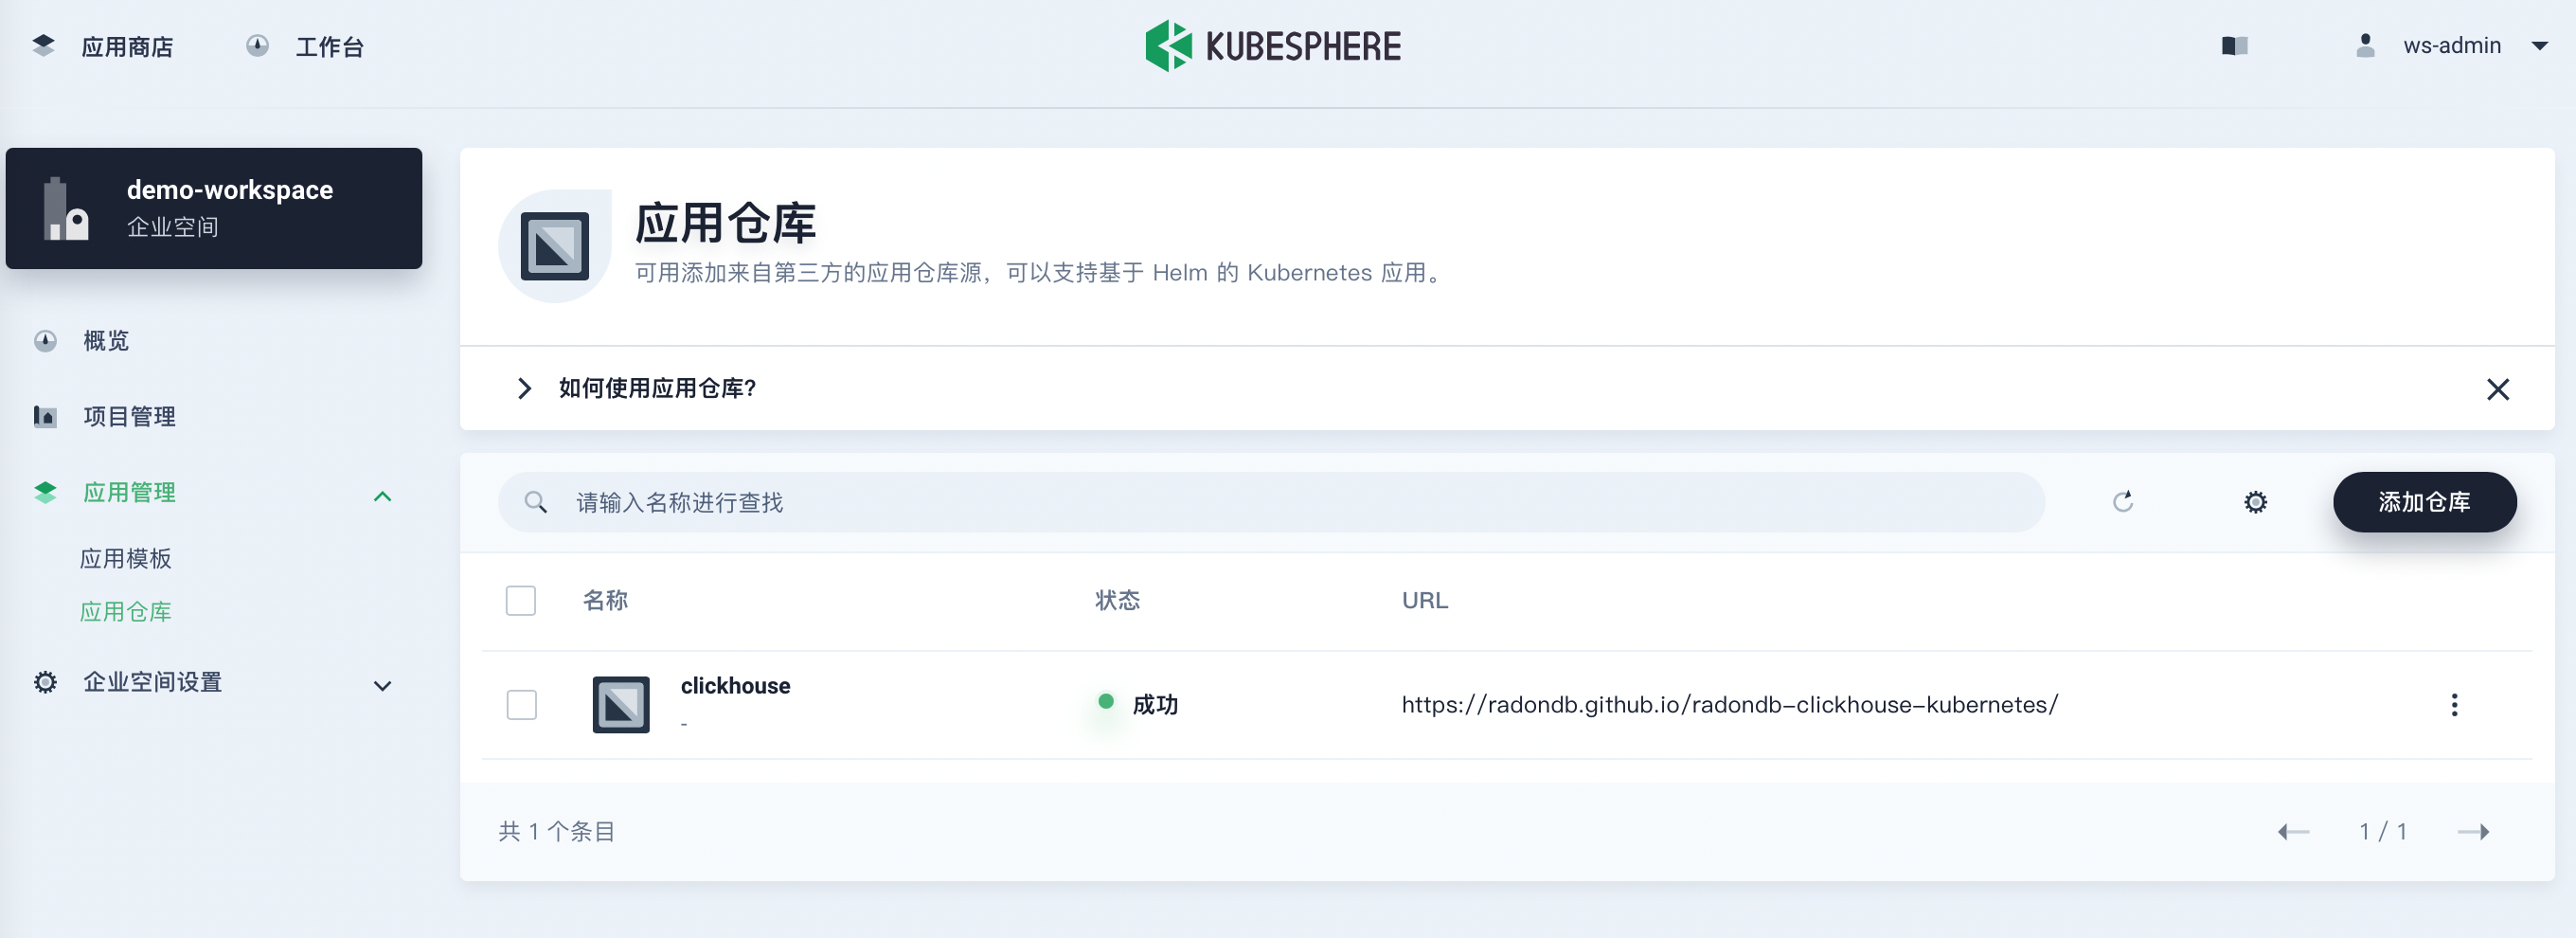 应用商店
工作台
KUBESPHERE
ws-admin
demo-workspace
企业空间
概览
项目管理
应用管理
应用模板
应用仓库
企业空间设置
应用仓库
可用添加来自第三方的应用仓库源，可以支持基于 Helm 的 Kubernetes 应用。
如何使用应用仓库?
请输入名称进行查找
添加仓库
名称 状态 URL
clickhouse
-
成功
https://radondb.github.io/radondb-clickhouse-kubernetes/
共 1 个条目
1 / 1